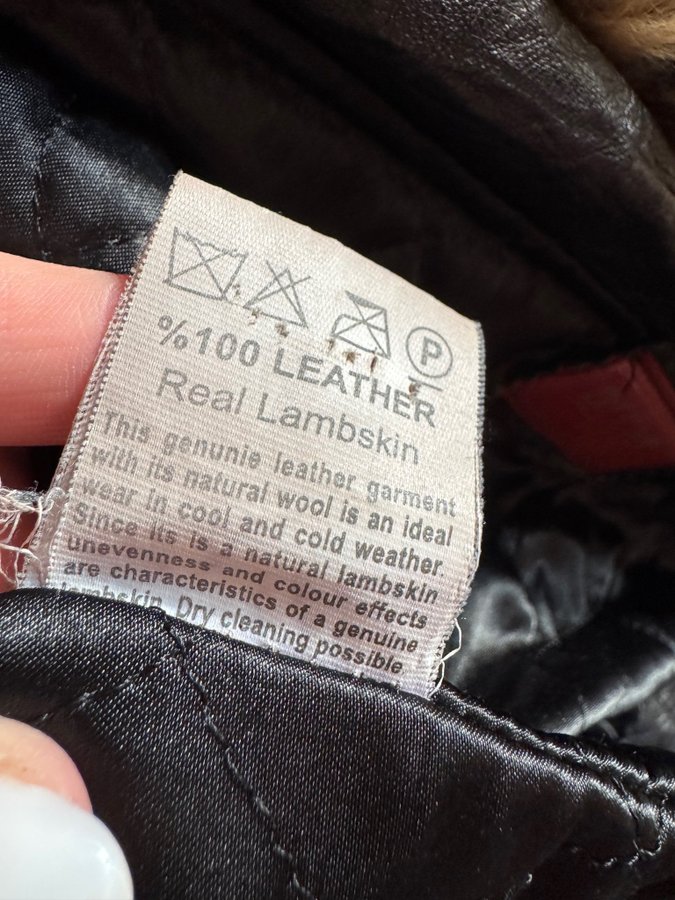 P
%100 LEATHER
Real Lambskin
This genunie leather garment
with its natural wool is an ideal
wear in cool and cold weather.
Since its is a natural lambskin
unevenness and colour effects
are characteristics of a genuine
lambskin. Dry cleaning possible